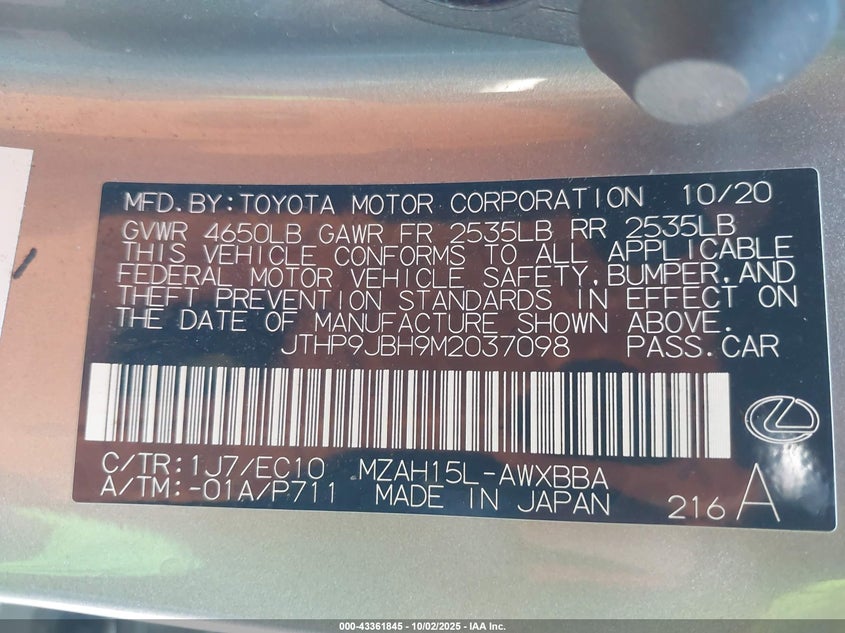 MFD.BY:TOYOTA MOTOR CORPORATION 10/20
GVWR 4650LB GAWR FR 2535LB RR 2535LB
THIS VEHICLE CONFORMS TO ALL APPLICABLE
FEDERAL MOTOR VEHICLE SAFETY,BUMPER,AND
THEFT PREVENTION STANDARDS IN EFFECT ON
THE DATE OF MANUFACTURE SHOWN ABOVE.
JTHP9JBH9M2037098 PASS.CAR
C/TR:1J7/EC10 MZAH15L-AWXBBA
A/TM:-01A/P711 MADE IN JAPAN 216 A
000-43361845 - 10/02/2025 - IAA Inc.